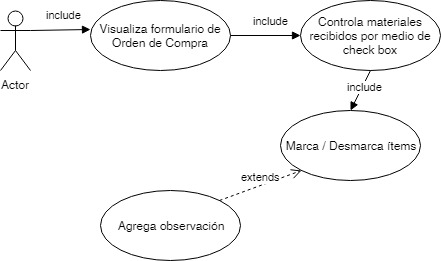 include
Visualiza formulario de
Orden de Compra
include
Controla materiales
recibidos por medio de
check box
Actor
include
Marca / Desmarca ítems
extends
Agrega observación